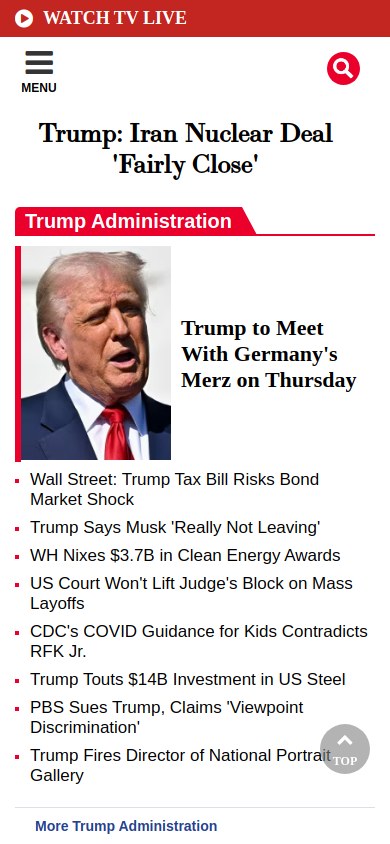 WATCH TV LIVE
MENU
Trump: Iran Nuclear Deal
'Fairly Close'
Trump Administration
Trump to Meet
With Germany's
Merz on Thursday
Wall Street: Trump Tax Bill Risks Bond
Market Shock
Trump Says Musk 'Really Not Leaving'
WH Nixes $3.7B in Clean Energy Awards
US Court Won't Lift Judge's Block on Mass
Layoffs
CDC's COVID Guidance for Kids Contradicts
RFK Jr.
Trump Touts $14B Investment in US Steel
PBS Sues Trump, Claims 'Viewpoint
Discrimination'
Trump Fires Director of National Portrait
Gallery
TOP
More Trump Administration